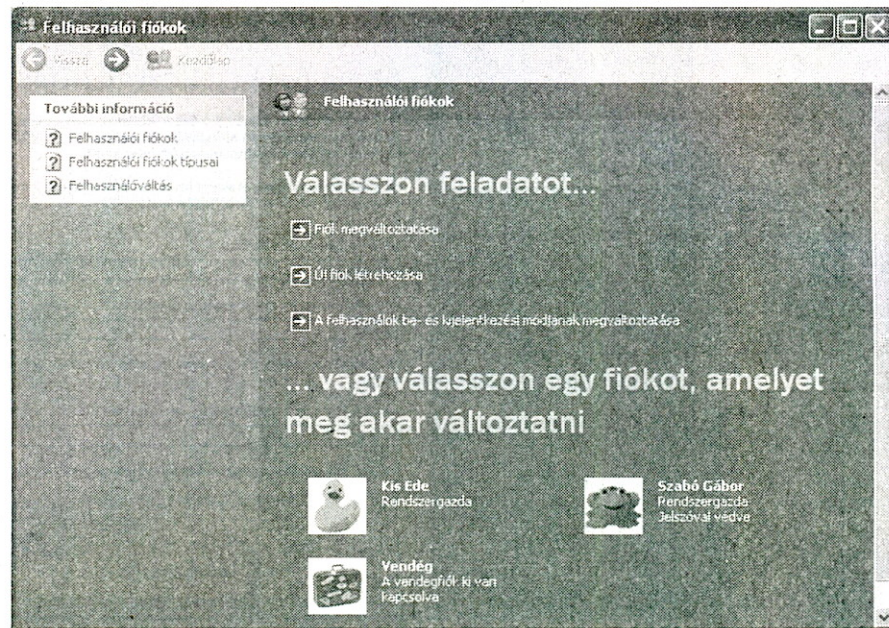 Felhasználói fiókok
Vissza Kezdőlap
További információ
Felhasználói fiókok
Felhasználói fiókok típusai
Felhasználóváltás
Felhasználói fiókok
Válasszon feladatot...
Fiók megváltoztatása
Új fiók létrehozása
A felhasználók be- és kijelentkezési módjának megváltoztatása
... vagy válasszon egy fiókot, amelyet
meg akar változtatni
Kis Ede
Rendszergazda
Szabó Gábor
Rendszergazda
Jelszóval védve
Vendég
A vendégfiók ki van
kapcsolva